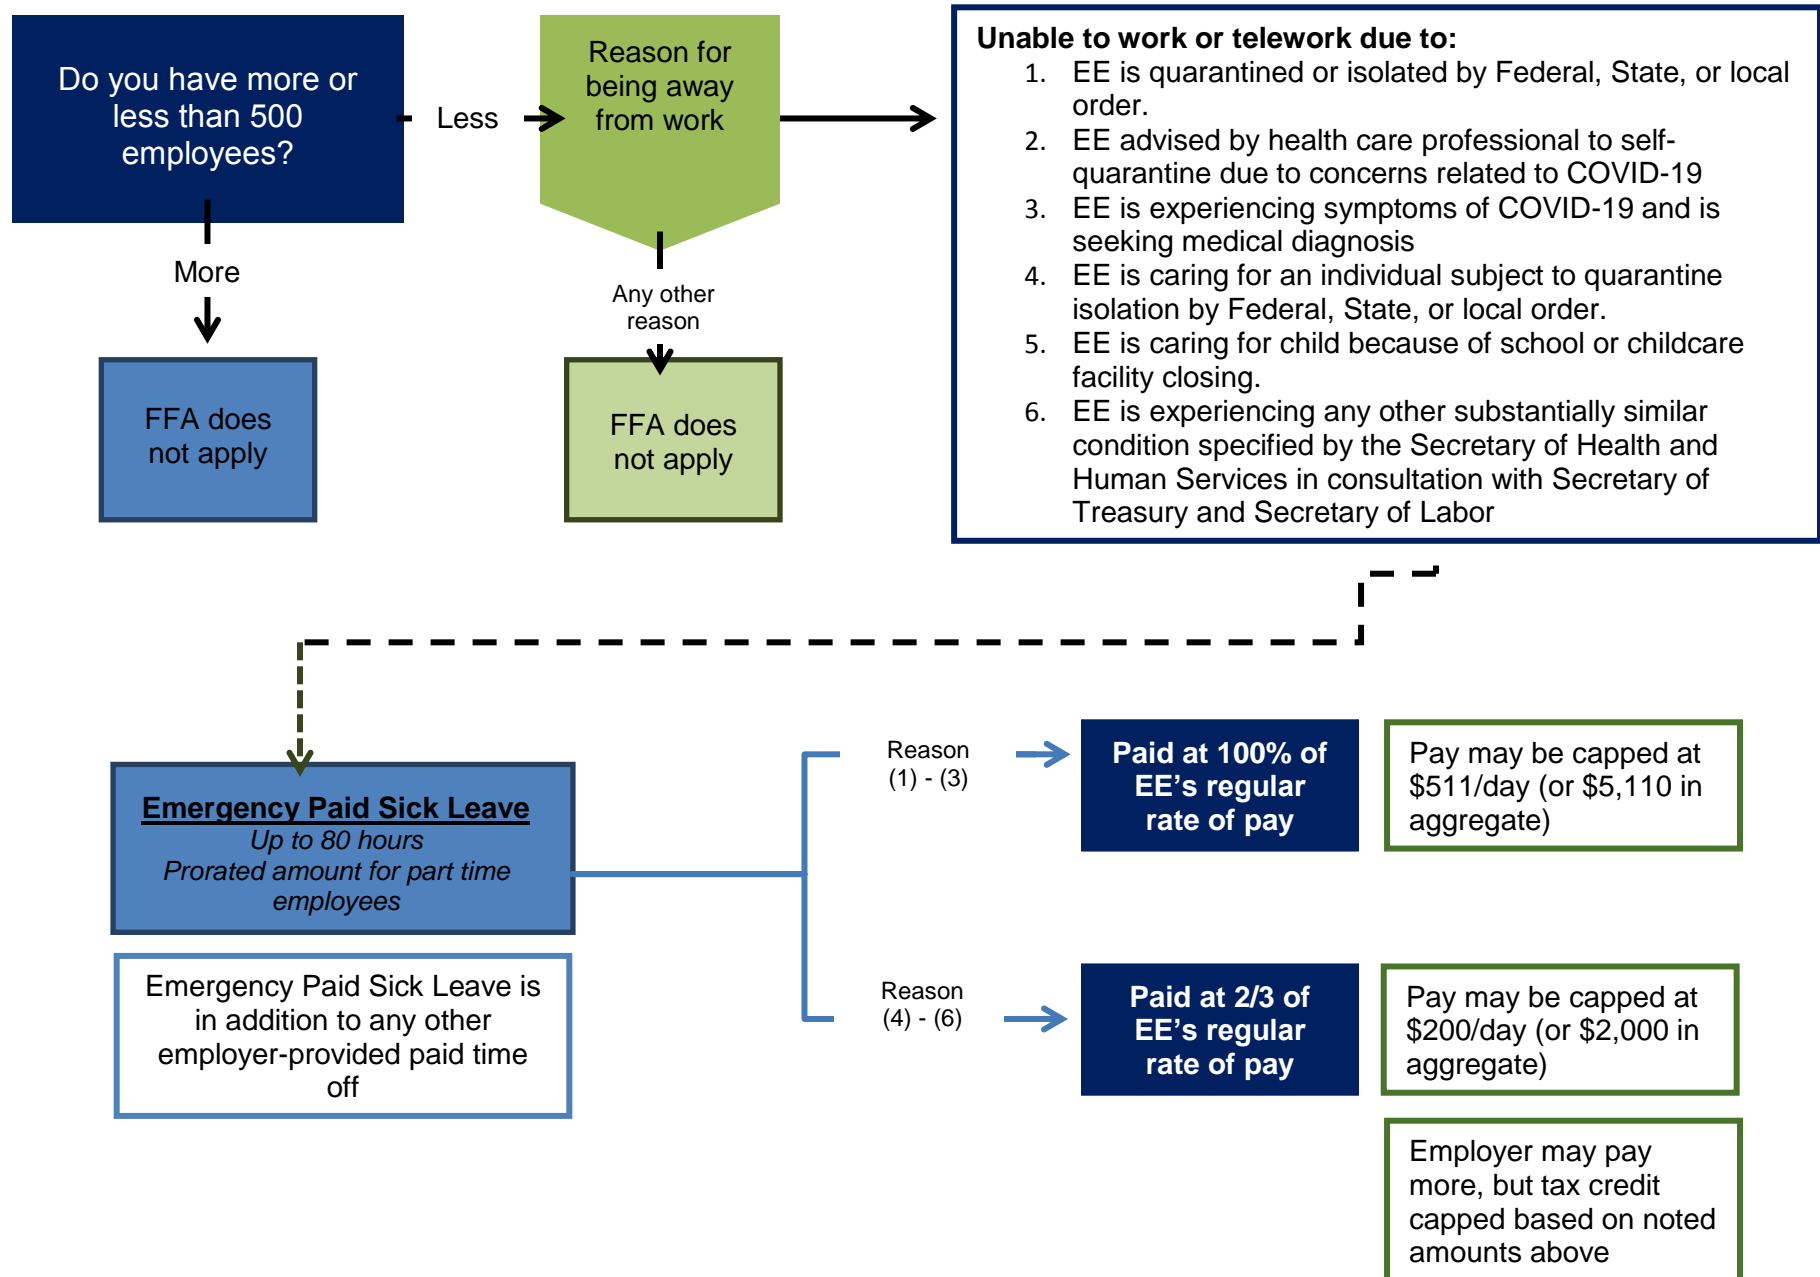 Do you have more or
less than 500
employees?
Less
Reason for
being away
from work
Unable to work or telework due to:
1. EE is quarantined or isolated by Federal, State, or local
order.
2. EE advised by health care professional to self-
quarantine due to concerns related to COVID-19
3. EE is experiencing symptoms of COVID-19 and is
seeking medical diagnosis
4. EE is caring for an individual subject to quarantine
isolation by Federal, State, or local order.
5. EE is caring for child because of school or childcare
facility closing.
6. EE is experiencing any other substantially similar
condition specified by the Secretary of Health and
Human Services in consultation with Secretary of
Treasury and Secretary of Labor
More
Any other
reason
FFA does
not apply
FFA does
not apply
Emergency Paid Sick Leave
Up to 80 hours
Prorated amount for part time
employees
Emergency Paid Sick Leave is
in addition to any other
employer-provided paid time
off
Reason
(1) - (3)
Paid at 100% of
EE’s regular
rate of pay
Pay may be capped at
$511/day (or $5,110 in
aggregate)
Reason
(4) - (6)
Paid at 2/3 of
EE’s regular
rate of pay
Pay may be capped at
$200/day (or $2,000 in
aggregate)
Employer may pay
more, but tax credit
capped based on noted
amounts above